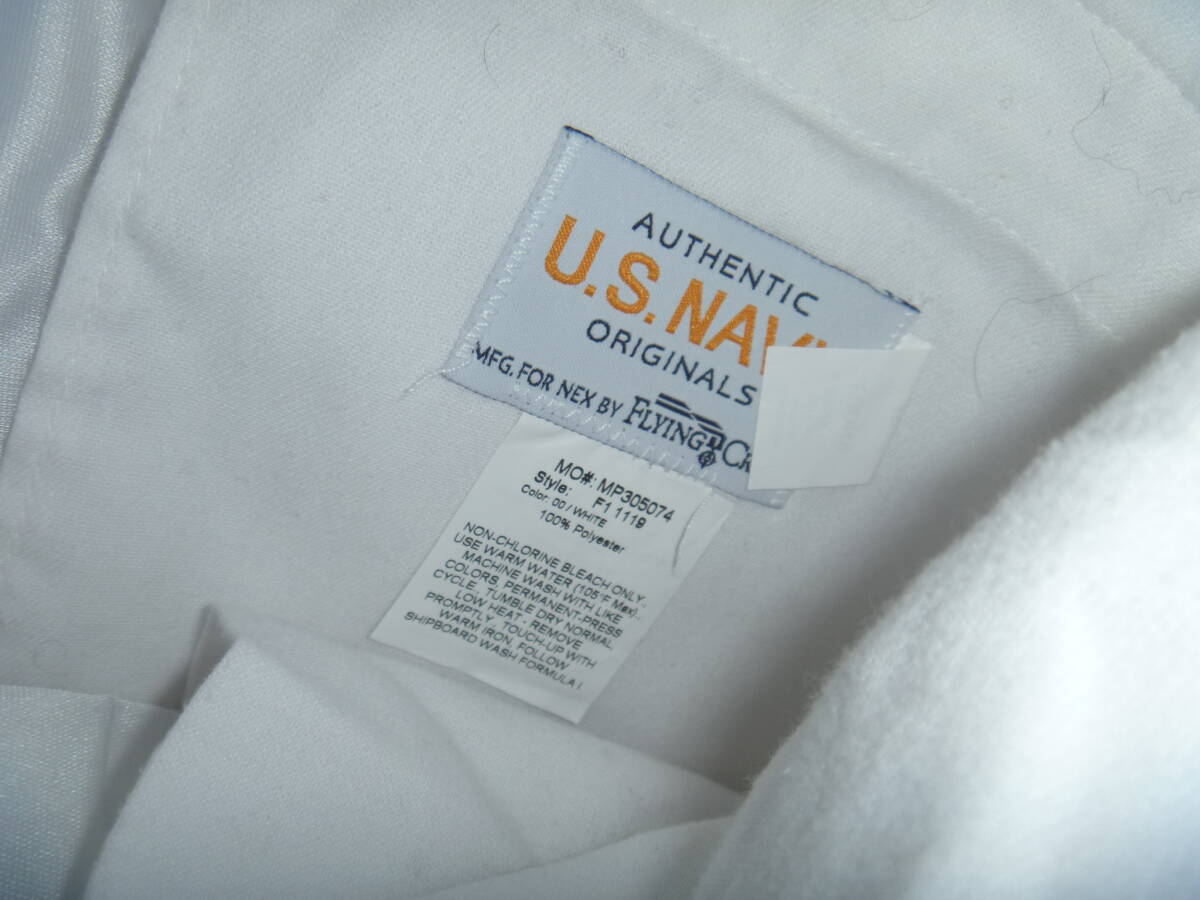 AUTHENTIC
U.S. NAV
ORIGINALS
MFG. FOR NEX BY FLYING CR
MO#: MP305074
Style: F1 1119
Color: 00 / WHITE
100% Polyester
NON-CHLORINE BLEACH ONLY-
USE WARM WATER (105°F Max)-
MACHINE WASH WITH LIKE
COLORS, PERMANENT-PRESS
CYCLE, TUMBLE DRY NORMAL
LOW HEAT - REMOVE
PROMPTLY. TOUCH-UP WITH
WARM IRON, FOLLOW
SHIPBOARD WASH FORMULA I